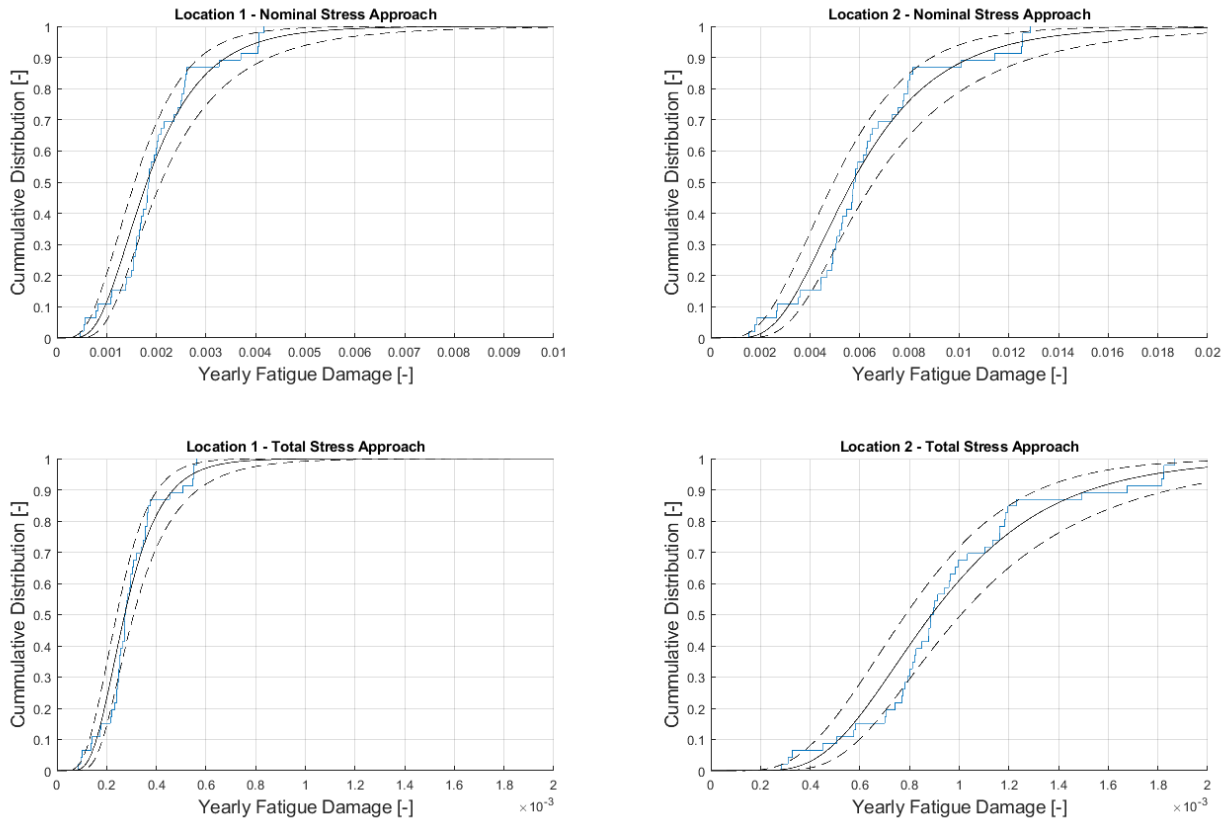 Location 1 - Nominal Stress Approach
1
0.9
0.8
0.7
0.6
0.5
0.4
0.3
0.2
0.1
0
Cummulative Distribution [-]
0 0.001 0.002 0.003 0.004 0.005 0.006 0.007 0.008 0.009 0.01
Yearly Fatigue Damage [-]
Location 2 - Nominal Stress Approach
1
0.9
0.8
0.7
0.6
0.5
0.4
0.3
0.2
0.1
0
Cummulative Distribution [-]
0 0.002 0.004 0.006 0.008 0.01 0.012 0.014 0.016 0.018 0.02
Yearly Fatigue Damage [-]
Location 1 - Total Stress Approach
1
0.9
0.8
0.7
0.6
0.5
0.4
0.3
0.2
0.1
0
Cummulative Distribution [-]
0 0.2 0.4 0.6 0.8 1 1.2 1.4 1.6 1.8 2
Yearly Fatigue Damage [-]
×10⁻³
Location 2 - Total Stress Approach
1
0.9
0.8
0.7
0.6
0.5
0.4
0.3
0.2
0.1
0
Cummulative Distribution [-]
0 0.2 0.4 0.6 0.8 1 1.2 1.4 1.6 1.8 2
Yearly Fatigue Damage [-]
×10⁻³